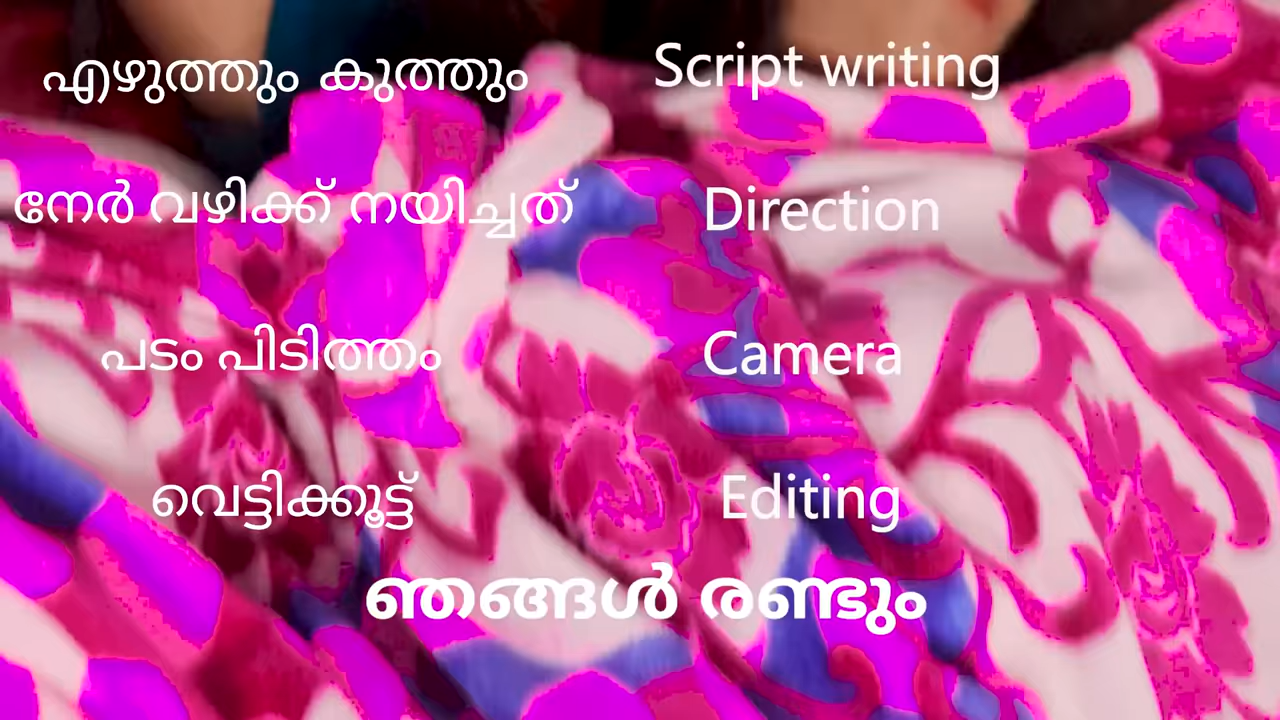 എഴുത്തും കുത്തും Script writing
നേർ വഴിക്ക് നയിച്ചത് Direction
പടം പിടിത്തം Camera
വെട്ടിക്കൂട്ട് Editing
ഞങ്ങൾ രണ്ടും